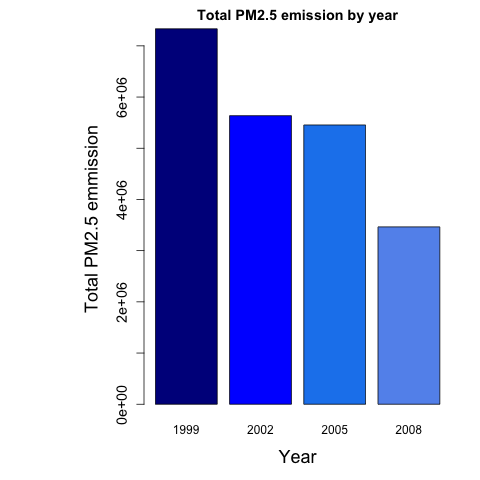 Total PM2.5 emission by year
Total PM2.5 emmission
6e+06
4e+06
2e+06
0e+00
1999 2002 2005 2008
Year